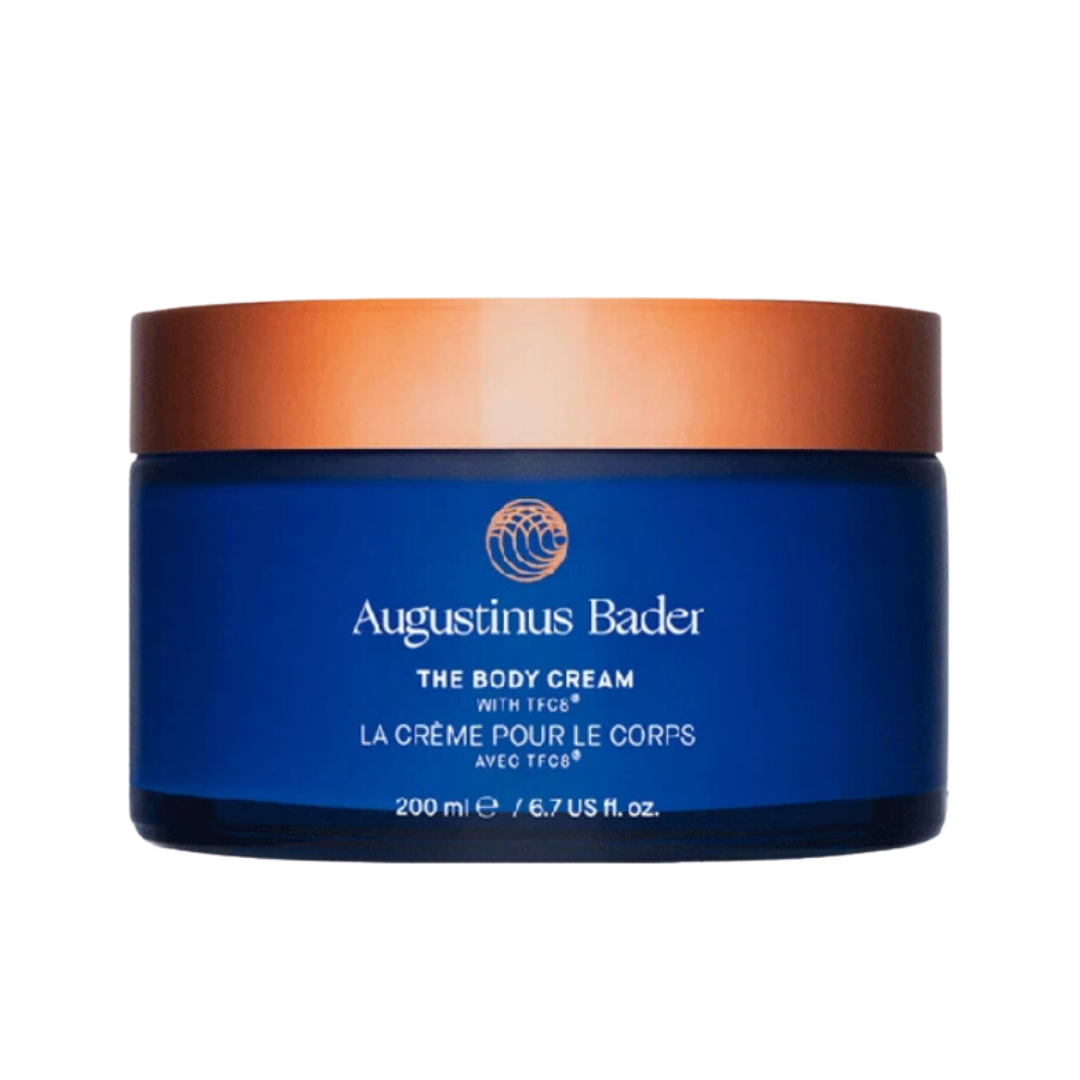 Augustinus Bader
THE BODY CREAM
WITH TFC8®
LA CRÈME POUR LE CORPS
AVEC TFC8®
200 ml ℮ / 6.7 US fl. oz.